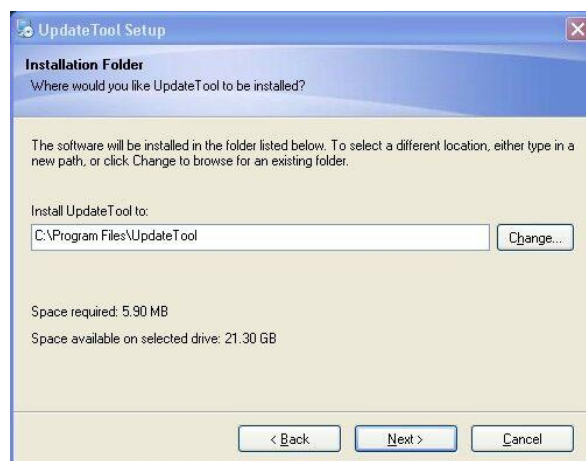 UpdateTool Setup
Installation Folder
Where would you like UpdateTool to be installed?
The software will be installed in the folder listed below. To select a different location, either type in a
new path, or click Change to browse for an existing folder.
Install UpdateTool to:
C:\Program Files\UpdateTool
Change...
Space required: 5.90 MB
Space available on selected drive: 21.30 GB
< Back
Next >
Cancel